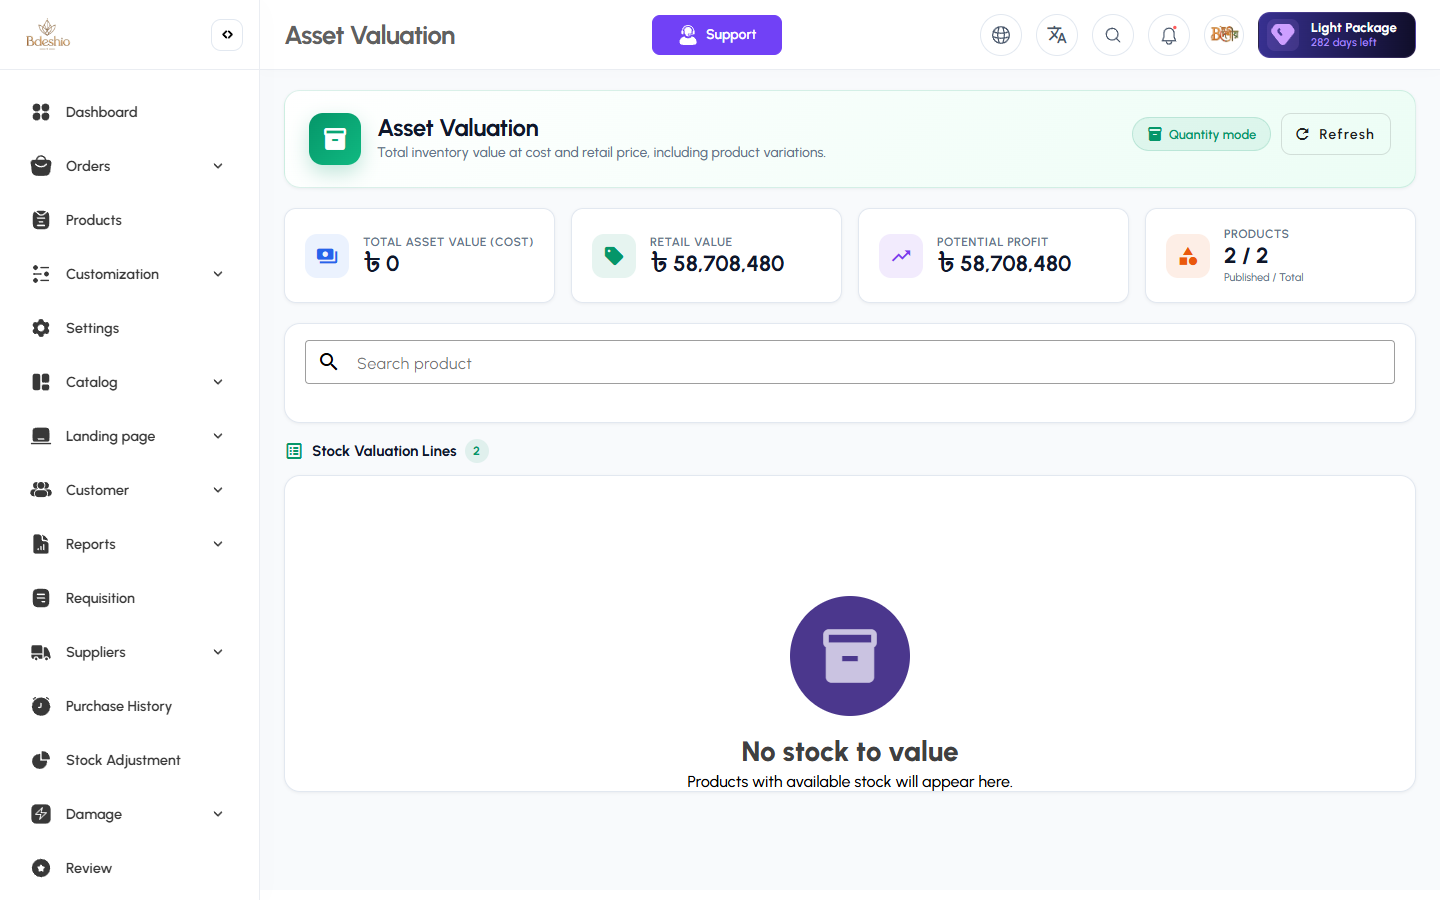 Bdeshio
Asset Valuation
Support
Light Package
282 days left
Dashboard
Orders
Products
Customization
Settings
Catalog
Landing page
Customer
Reports
Requisition
Suppliers
Purchase History
Stock Adjustment
Damage
Review
Asset Valuation
Total inventory value at cost and retail price, including product variations.
Quantity mode
Refresh
TOTAL ASSET VALUE (COST)
৳ 0
RETAIL VALUE
৳ 58,708,480
POTENTIAL PROFIT
৳ 58,708,480
PRODUCTS
2 / 2
Published / Total
Search product
Stock Valuation Lines 2
No stock to value
Products with available stock will appear here.